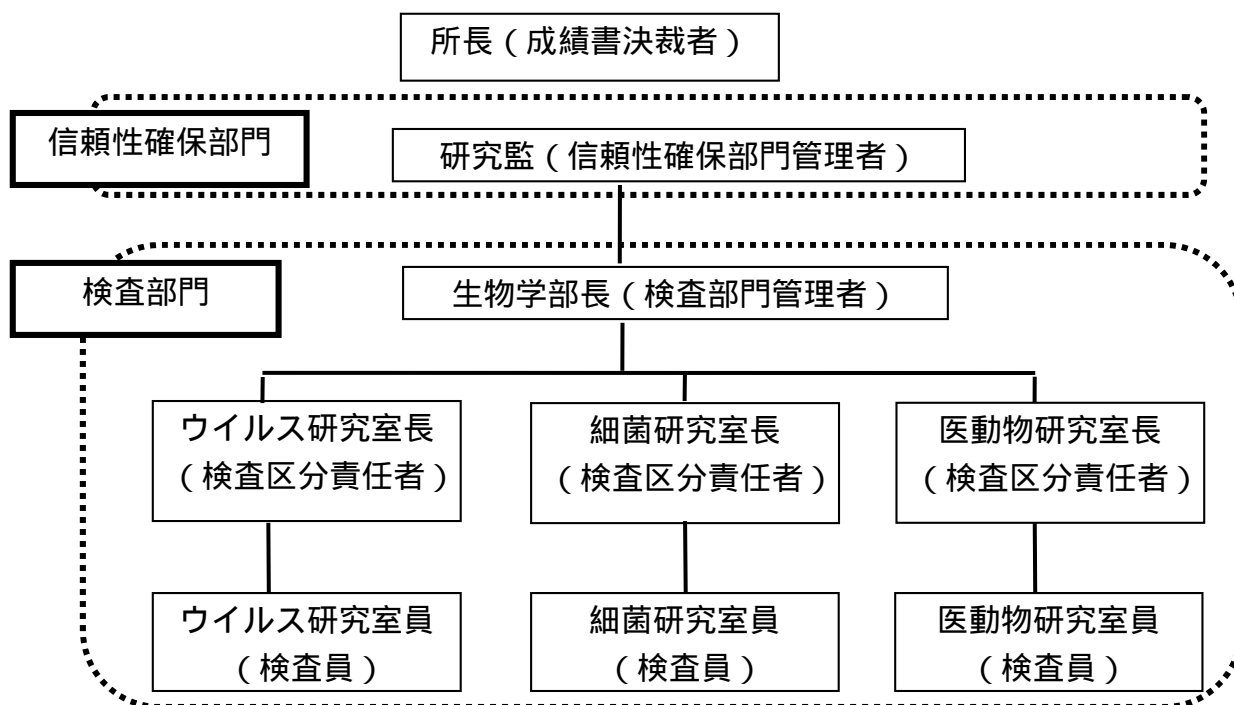 所長（成績書決裁者）
信頼性確保部門
研究監（信頼性確保部門管理者）
検査部門
生物学部長（検査部門管理者）
ウイルス研究室長
（検査区分責任者）
細菌研究室長
（検査区分責任者）
医動物研究室長
（検査区分責任者）
ウイルス研究室員
（検査員）
細菌研究室員
（検査員）
医動物研究室員
（検査員）